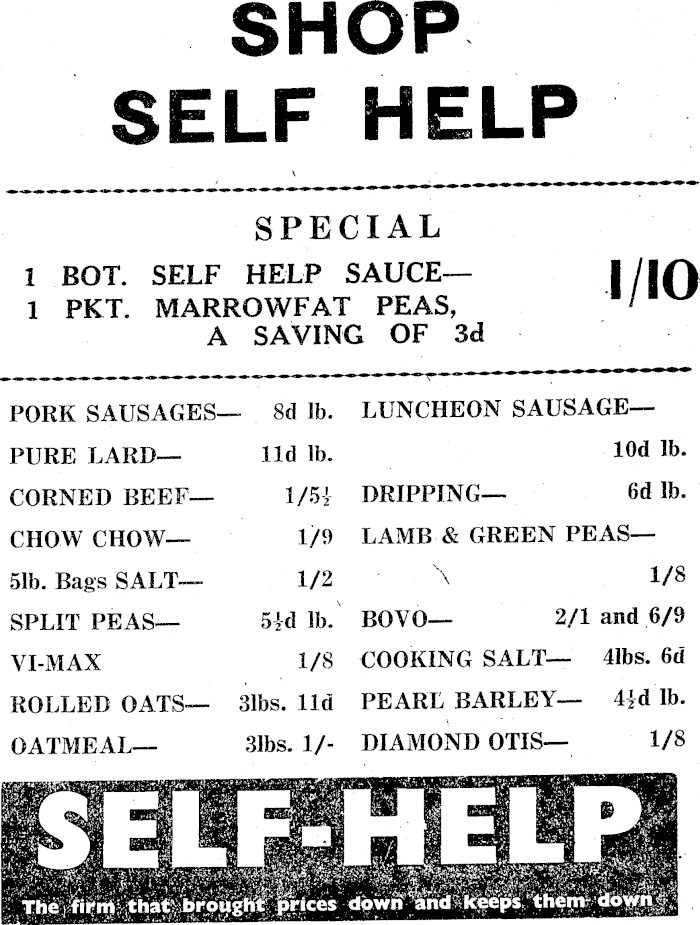 SHOP
SELF HELP
SPECIAL
1 BOT. SELF HELP SAUCE—
1 PKT. MARROWFAT PEAS,
A SAVING OF 3d
1/10
PORK SAUSAGES— 8d lb.
PURE LARD— 11d lb.
CORNED BEEF— 1/5½
CHOW CHOW— 1/9
5lb. Bags SALT— 1/2
SPLIT PEAS— 5½d lb.
VI-MAX 1/8
ROLLED OATS— 3lbs. 11d
OATMEAL— 3lbs. 1/-
LUNCHEON SAUSAGE—
10d lb.
DRIPPING— 6d lb.
LAMB & GREEN PEAS—
1/8
BOVO— 2/1 and 6/9
COOKING SALT— 4lbs. 6d
PEARL BARLEY— 4½d lb.
DIAMOND OTIS— 1/8
SELF-HELP
The firm that brought prices down and keeps them down